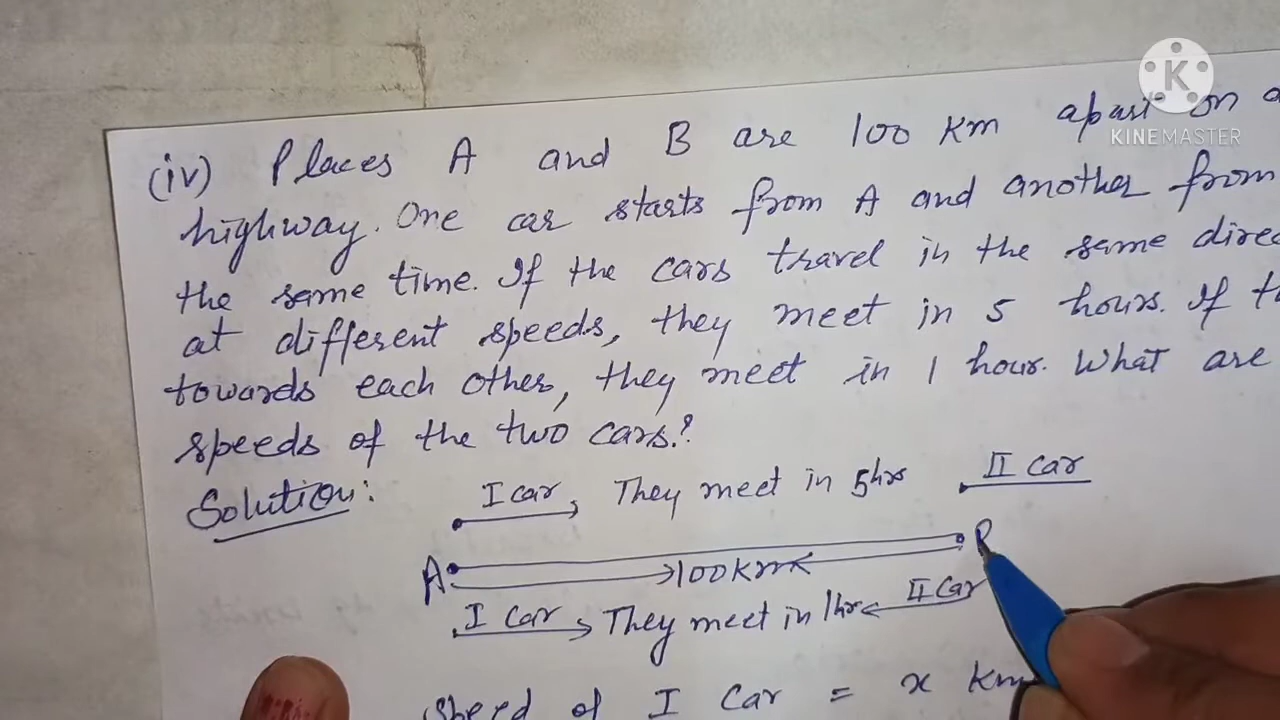 KINEMASTER
(iv) Places A and B are 100 Km apart on a
highway. One car starts from A and another from
the same time. If the cars travel in the same direc
at different speeds, they meet in 5 hours. If t
towards each other, they meet in 1 hour. What are
speeds of the two cars?
Solution:
I car They meet in 5hrs II car
A 100km B
I car They meet in 1hr II car
speed of I car = x Km